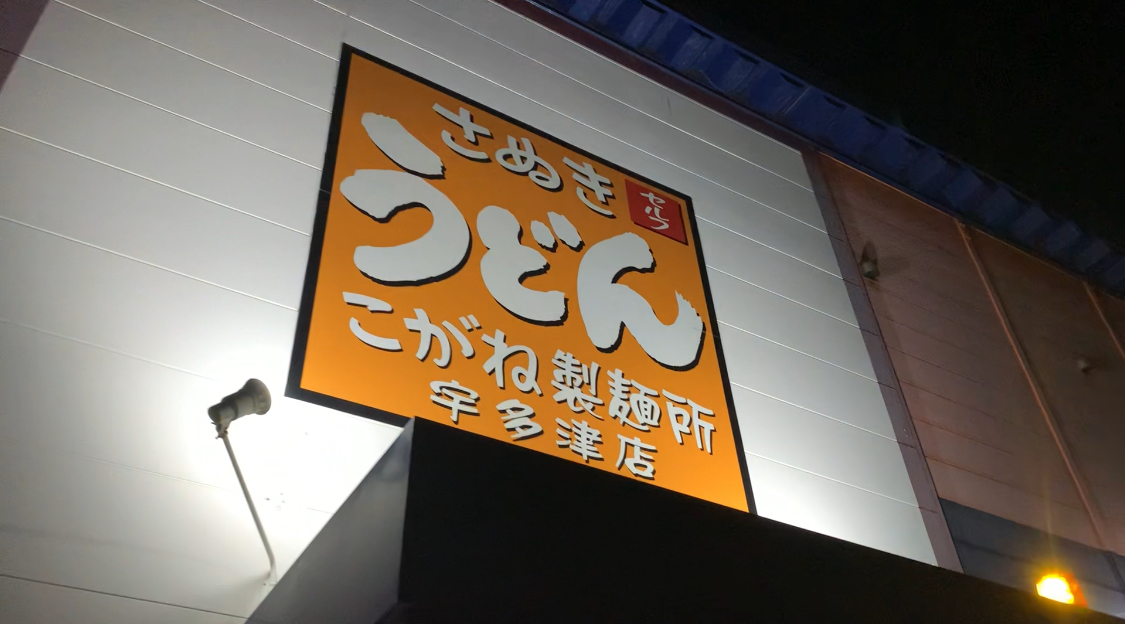 さぬき
セルフ
うどん
こがね製麺所
宇多津店